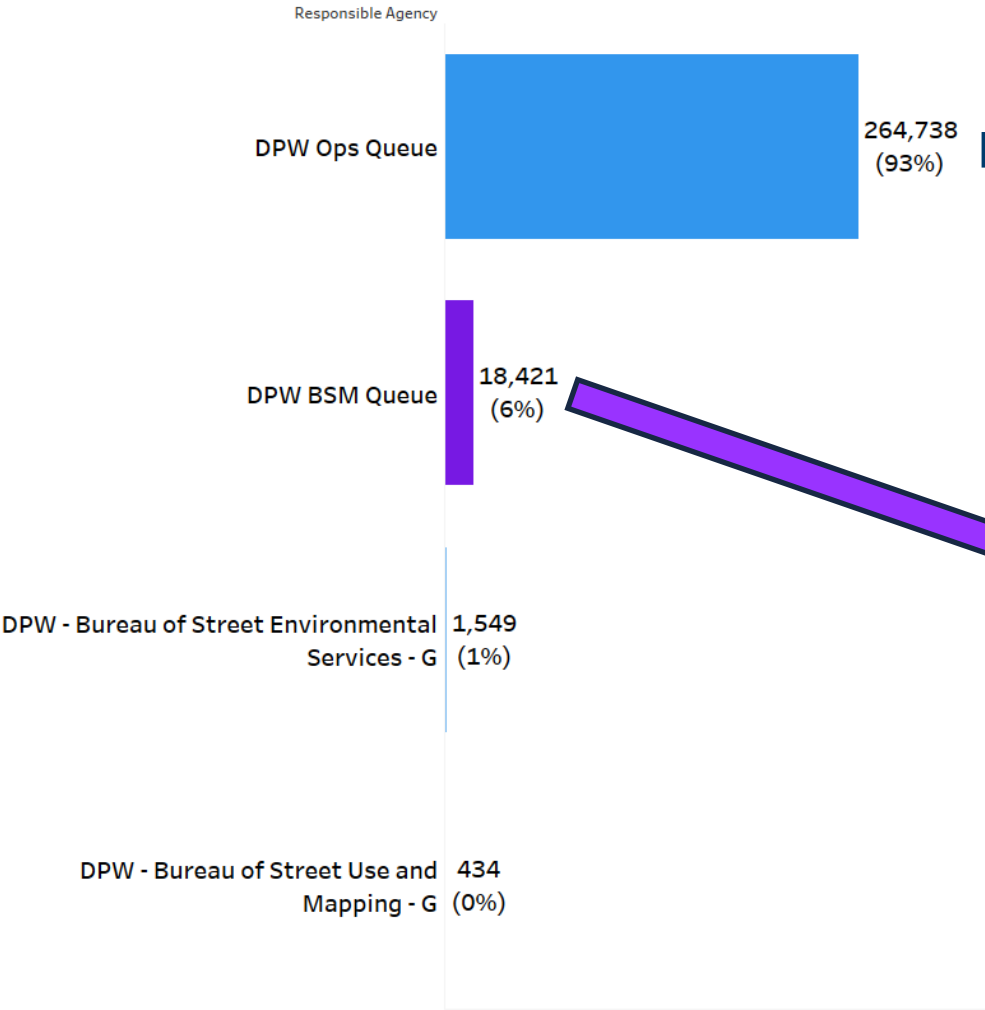 Responsible Agency
DPW Ops Queue
264,738
(93%)
DPW BSM Queue
18,421
(6%)
DPW - Bureau of Street Environmental
Services - G
1,549
(1%)
DPW - Bureau of Street Use and
Mapping - G
434
(0%)